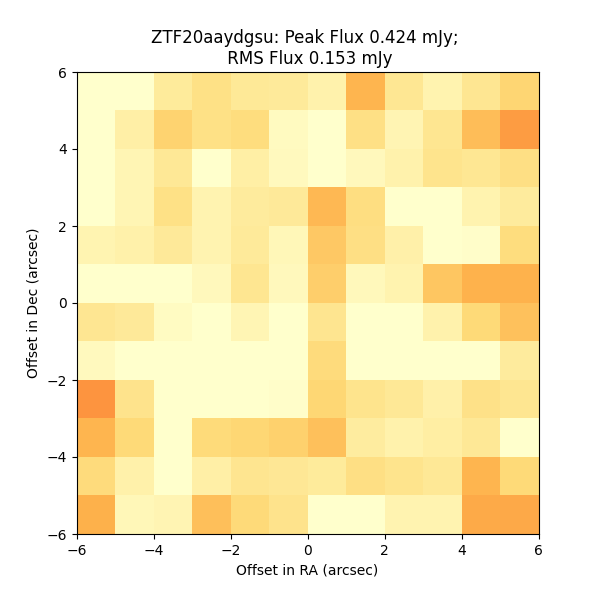 ZTF20aaydgsu: Peak Flux 0.424 mJy;
RMS Flux 0.153 mJy
6
4
2
0
−2
−4
−6
Offset in Dec (arcsec)
−6 −4 −2 0 2 4 6
Offset in RA (arcsec)